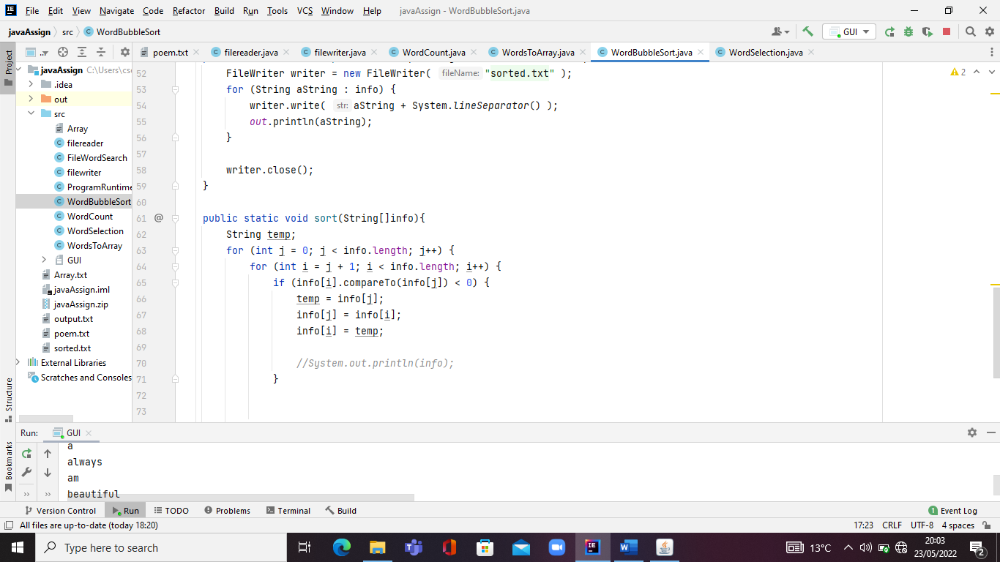 File Edit View Navigate Code Refactor Build Run Tools VCS Window Help javaAssign - WordBubbleSort.java
javaAssign src WordBubbleSort GUI
Project poem.txt filereader.java filewriter.java WordCount.java WordsToArray.java WordBubbleSort.java WordSelection.java
javaAssign C:\Users\cs
.idea
out
src
Array
filereader
FileWordSearch
filewriter
ProgramRuntime
WordBubbleSort
WordCount
WordSelection
WordsToArray
GUI
Array.txt
javaAssign.iml
javaAssign.zip
output.txt
poem.txt
sorted.txt
External Libraries
Scratches and Consoles
2
52 FileWriter writer = new FileWriter( fileName: "sorted.txt" );
53 for (String aString : info) {
54 writer.write( str: aString + System.lineSeparator() );
55 out.println(aString);
56 }
57
58 writer.close();
59 }
60
61 @ public static void sort(String[]info){
62 String temp;
63 for (int j = 0; j < info.length; j++) {
64 for (int i = j + 1; i < info.length; i++) {
65 if (info[i].compareTo(info[j]) < 0) {
66 temp = info[j];
67 info[j] = info[i];
68 info[i] = temp;
69
70 //System.out.println(info);
71 }
72
73
Structure
Bookmarks
Run: GUI
a
always
am
beautiful
Version Control Run TODO Problems Terminal Build 1 Event Log
All files are up-to-date (today 18:20) 17:23 CRLF UTF-8 4 spaces
Type here to search 13°C 20:03
23/05/2022 2